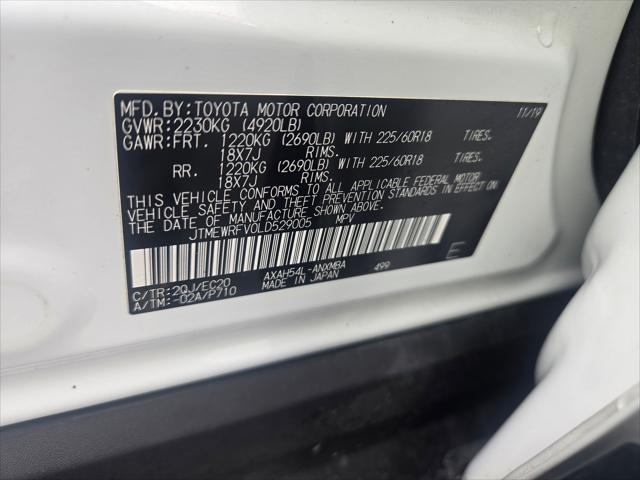 MFD. BY: TOYOTA MOTOR CORPORATION 11/19
GVWR: 2230KG (4920LB)
GAWR: FRT. 1220KG (2690LB) WITH 225/60R18 TIRES.
18X7J RIMS.
RR. 1220KG (2690LB) WITH 225/60R18 TIRES.
18X7J RIMS.
THIS VEHICLE CONFORMS TO ALL APPLICABLE FEDERAL MOTOR
VEHICLE SAFETY AND THEFT PREVENTION STANDARDS IN EFFECT ON
THE DATE OF MANUFACTURE SHOWN ABOVE.
JTMEWRFV0LD529005 MPV
E
C/TR: 2QJ/EC20 AXAH54L-ANXMBA 499
A/TM: -02A/P710 MADE IN JAPAN